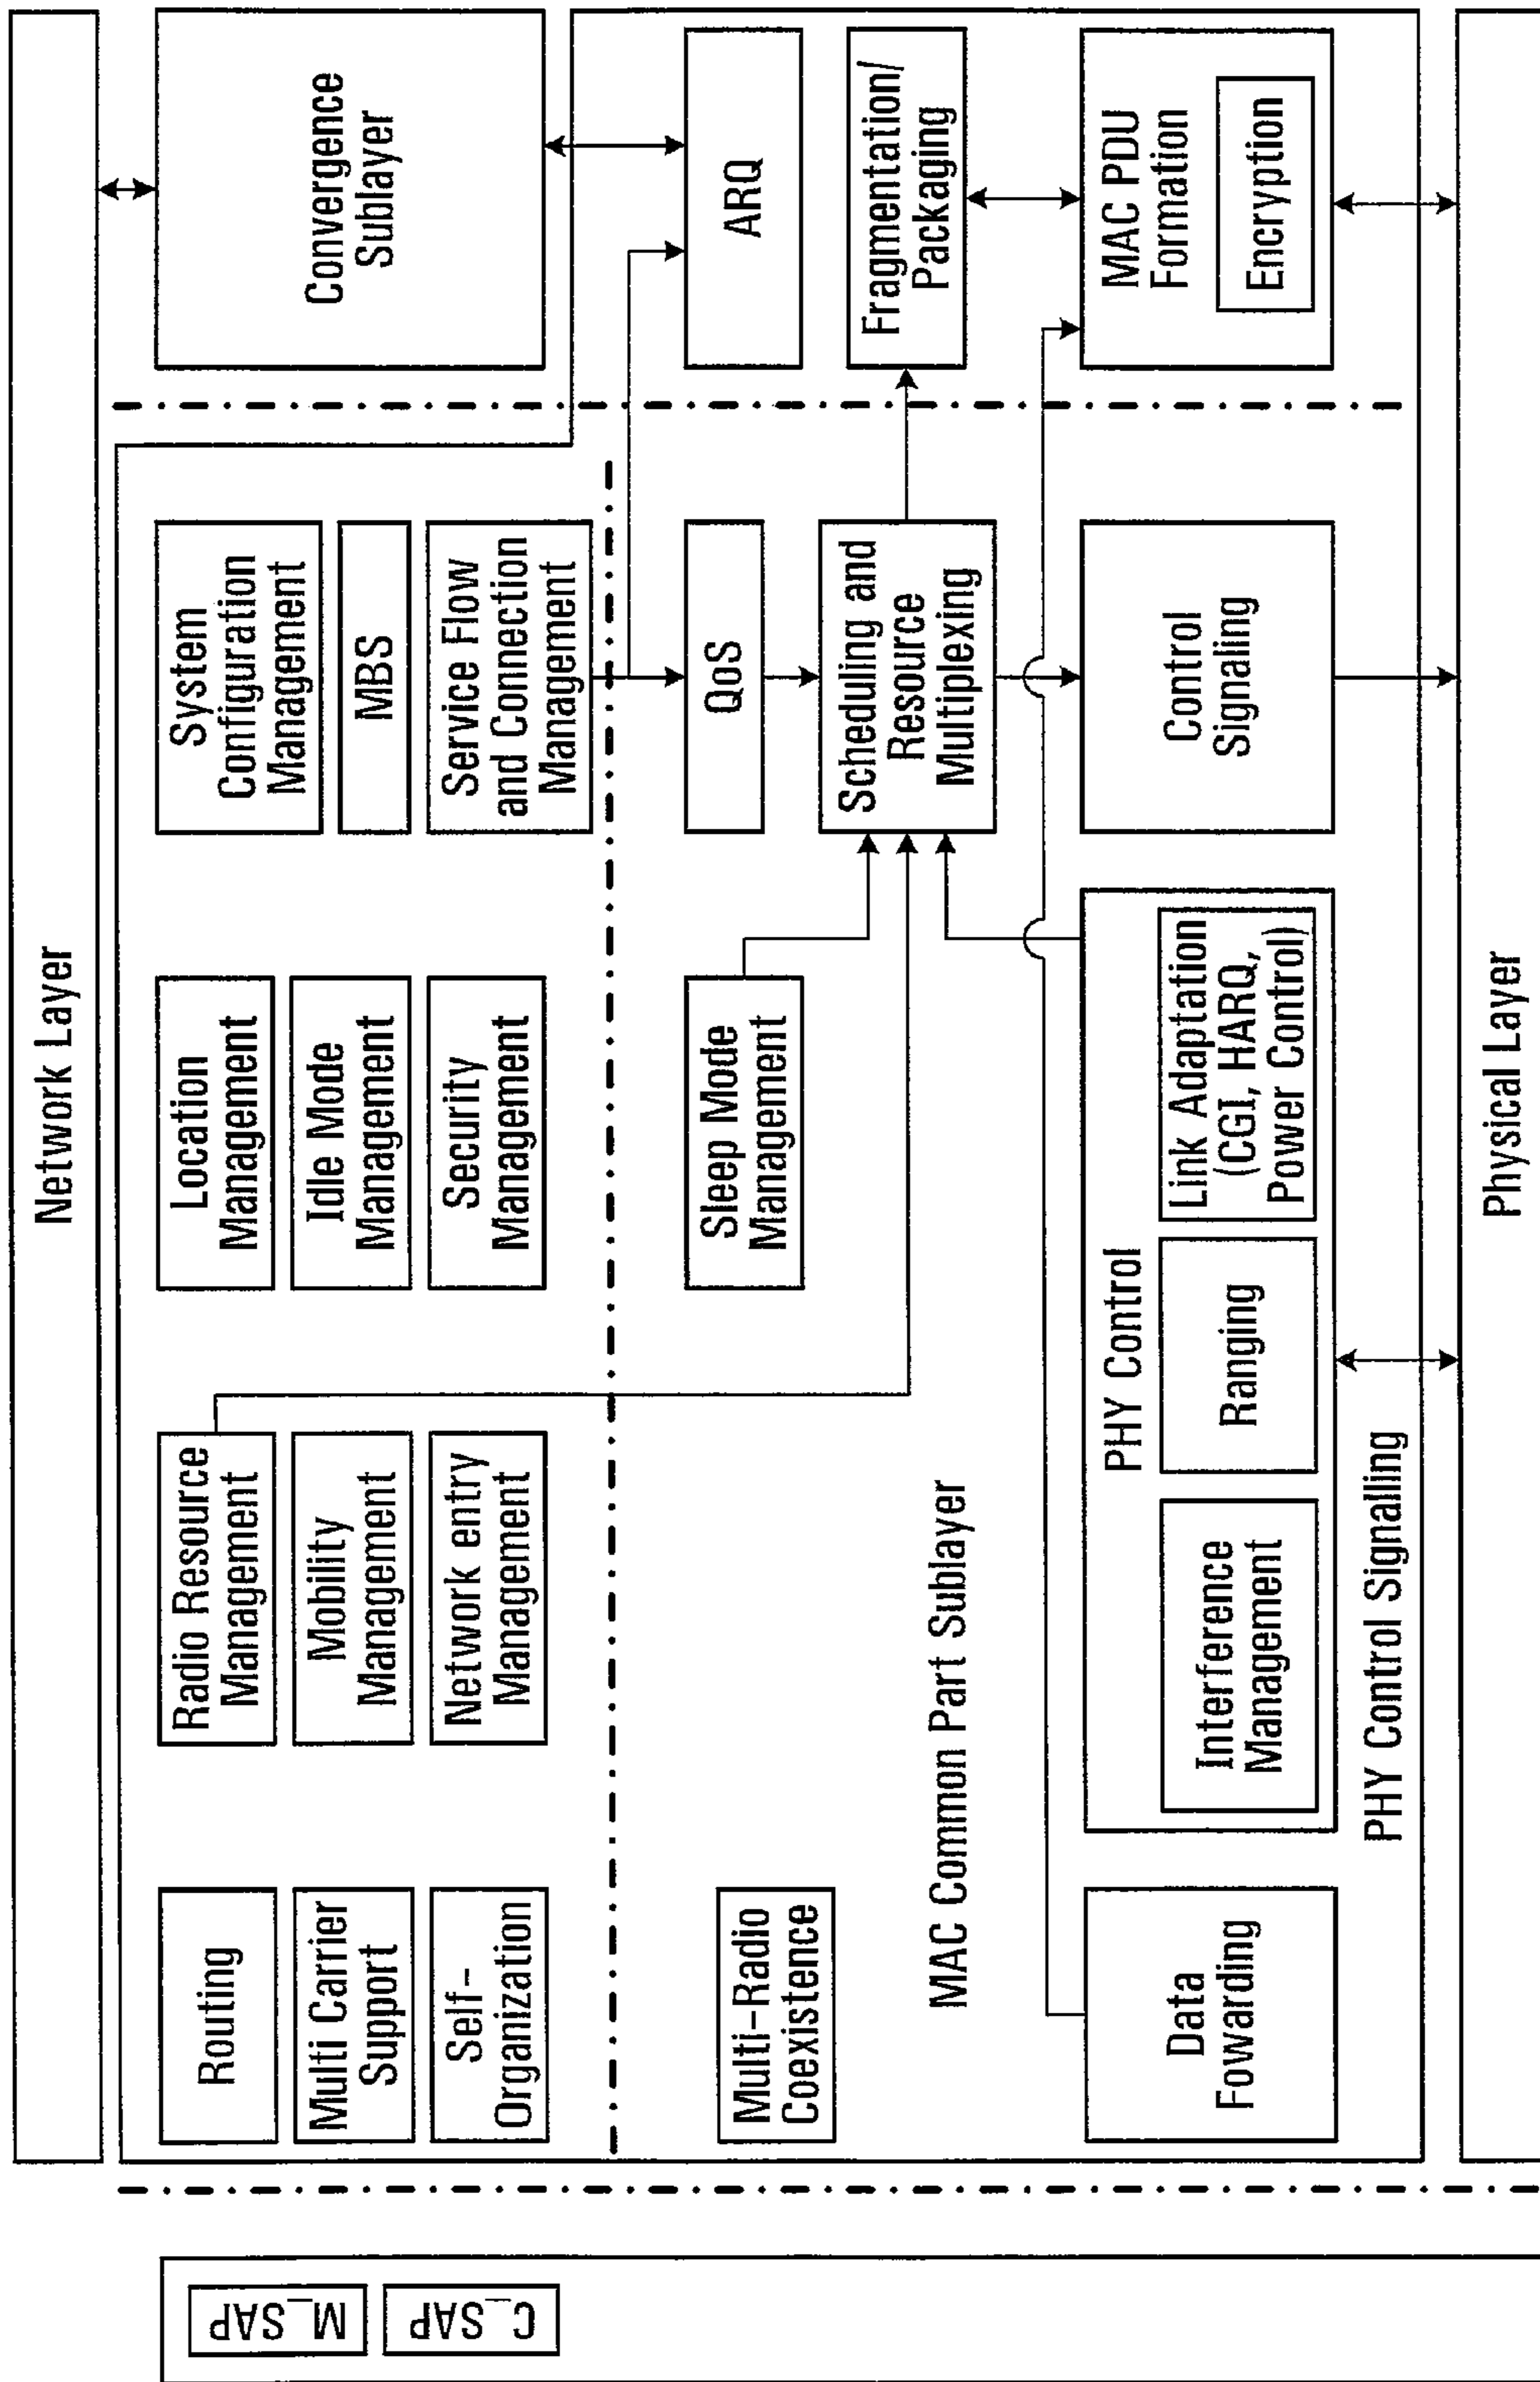 Network Layer
M_SAP
C_SAP
Routing
Multi Carrier
Support
Self-
Organization
Radio Resource
Management
Mobility
Management
Network entry
Management
Location
Management
Idle Mode
Management
Security
Management
System
Configuration
Management
MBS
Service Flow
and Connection
Management
Convergence
Sublayer
Multi-Radio
Coexistence
Sleep Mode
Management
QoS
Scheduling and
Resource
Multiplexing
ARQ
Fragmentation/
Packaging
MAC Common Part Sublayer
Data
Fowarding
PHY Control
Interference
Management
Ranging
Link Adaptation
(CGI, HARQ,
Power Control)
Control
Signaling
MAC PDU
Formation
Encryption
PHY Control Signalling
Physical Layer